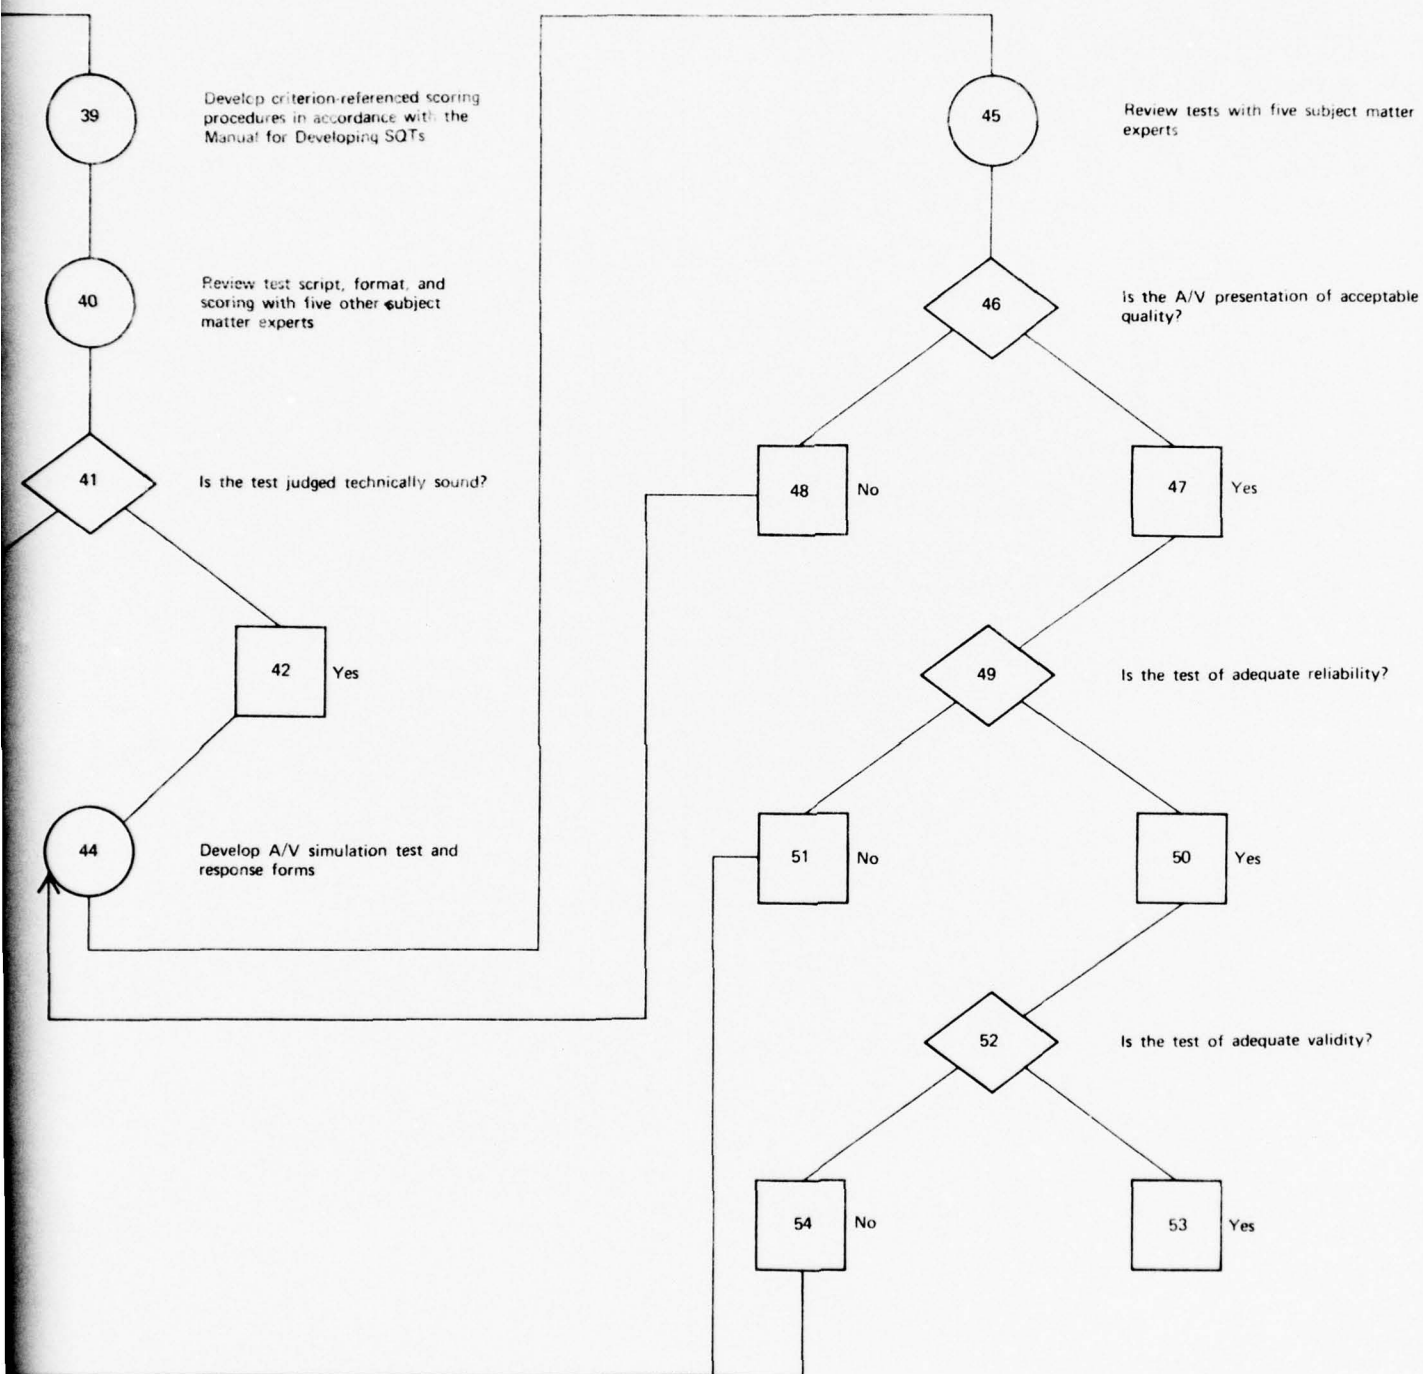 39
Develop criterion-referenced scoring
procedures in accordance with the
Manual for Developing SQTs
40
Review test script, format, and
scoring with five other subject
matter experts
41
Is the test judged technically sound?
42
Yes
44
Develop A/V simulation test and
response forms
45
Review tests with five subject matter
experts
46
Is the A/V presentation of acceptable
quality?
48
No
47
Yes
49
Is the test of adequate reliability?
51
No
50
Yes
52
Is the test of adequate validity?
54
No
53
Yes